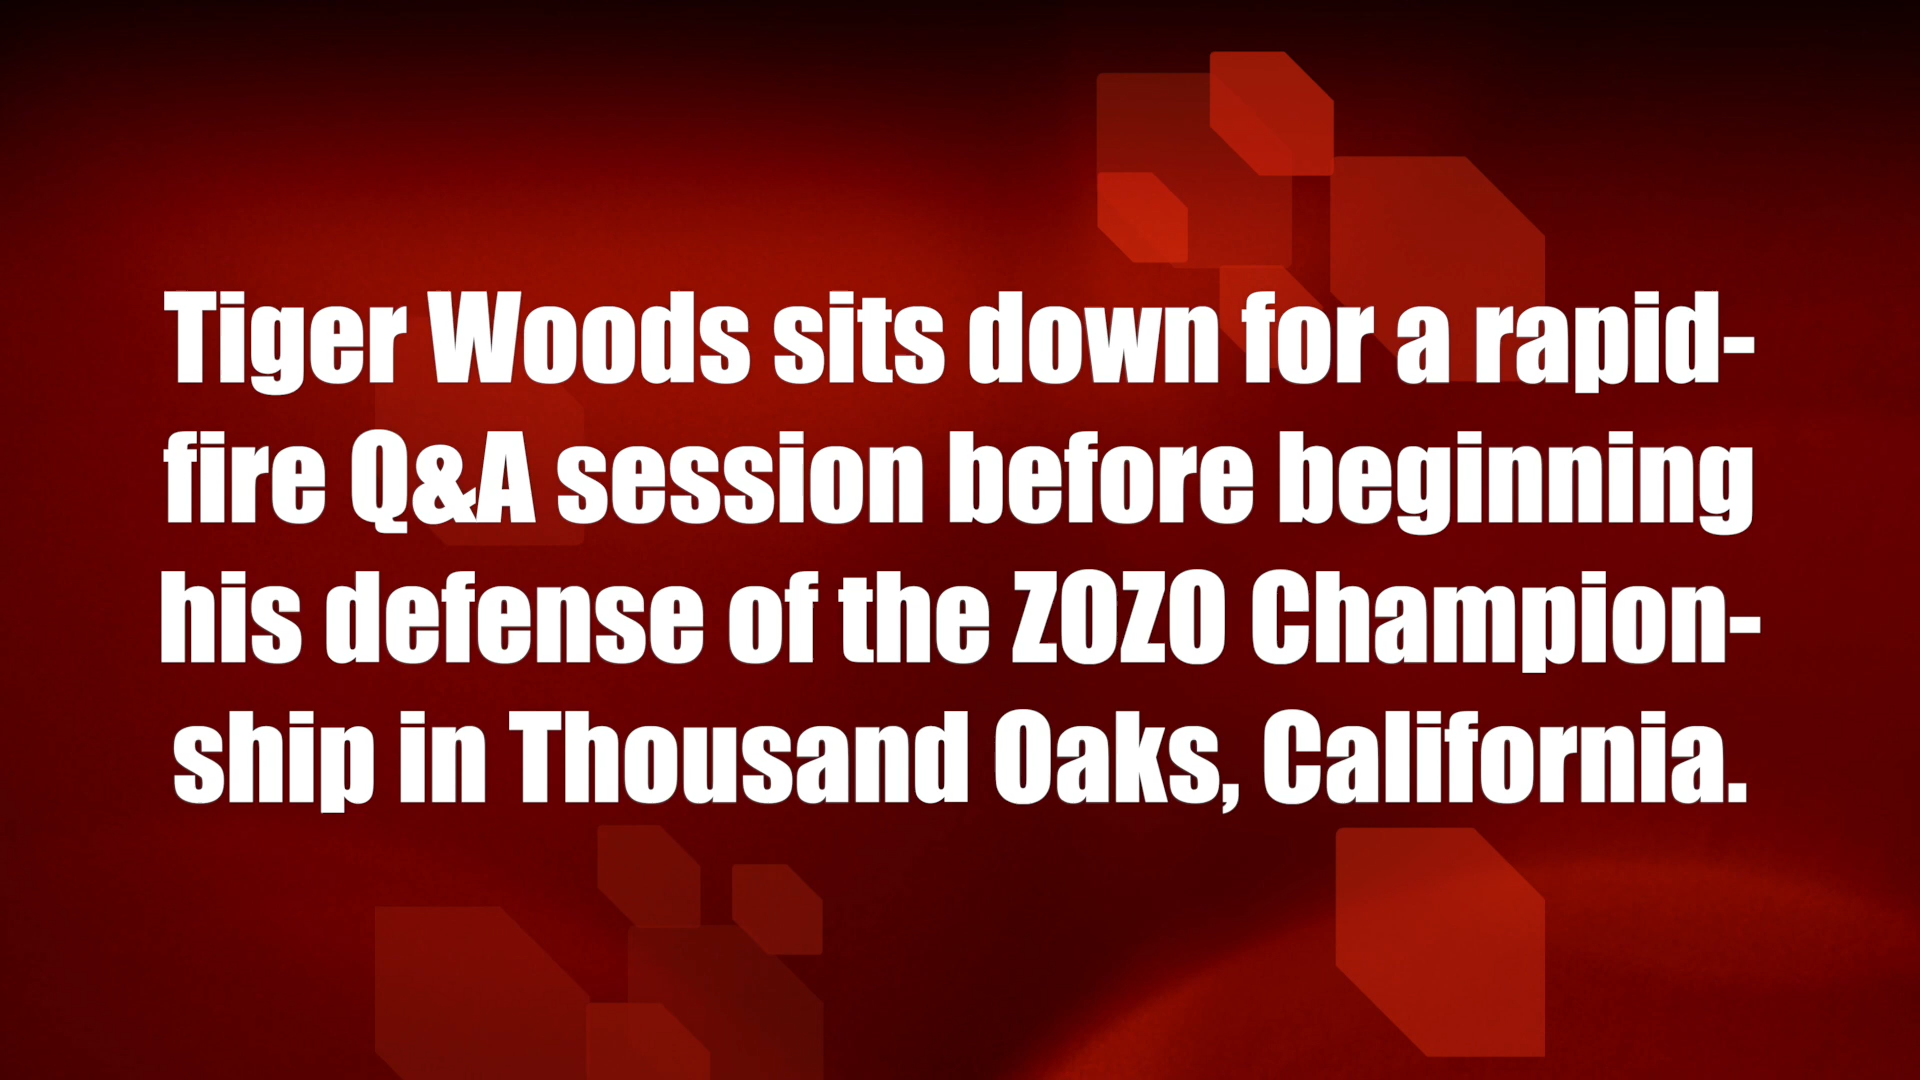 Tiger Woods sits down for a rapid-
fire Q&A session before beginning
his defense of the ZOZO Champion-
ship in Thousand Oaks, California.